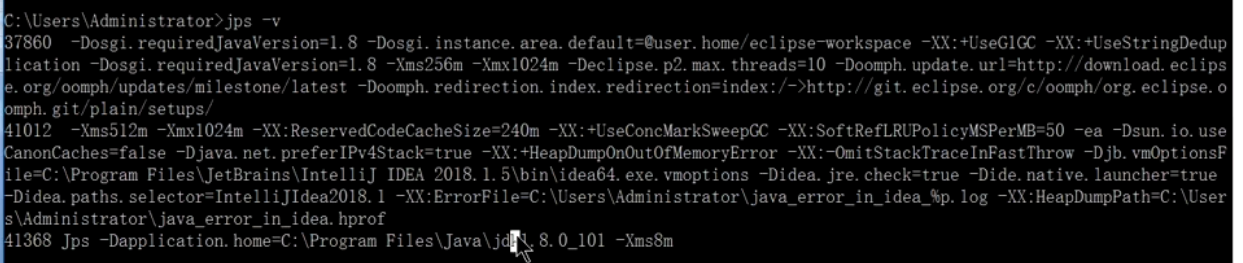 C:\Users\Administrator>jps -v
37860  -Dosgi.requiredJavaVersion=1.8 -Dosgi.instance.area.default=@user.home/eclipse-workspace -XX:+UseG1GC -XX:+UseStringDedup
lication -Dosgi.requiredJavaVersion=1.8 -Xms256m -Xmx1024m -Declipse.p2.max.threads=10 -Doomph.update.url=http://download.eclips
e.org/oomph/updates/milestone/latest -Doomph.redirection.index.redirection=index:/->http://git.eclipse.org/c/oomph/org.eclipse.o
omph.git/plain/setups/
41012  -Xms512m -Xmx1024m -XX:ReservedCodeCacheSize=240m -XX:+UseConcMarkSweepGC -XX:SoftRefLRUPolicyMSPerMB=50 -ea -Dsun.io.use
CanonCaches=false -Djava.net.preferIPv4Stack=true -XX:+HeapDumpOnOutOfMemoryError -XX:-OmitStackTraceInFastThrow -Djb.vmOptionsF
ile=C:\Program Files\JetBrains\IntelliJ IDEA 2018.1.5\bin\idea64.exe.vmoptions -Didea.jre.check=true -Dide.native.launcher=true
-Didea.paths.selector=IntelliJIdea2018.1 -XX:ErrorFile=C:\Users\Administrator\java_error_in_idea_%p.log -XX:HeapDumpPath=C:\User
s\Administrator\java_error_in_idea.hprof
41368 Jps -Dapplication.home=C:\Program Files\Java\jdk1.8.0_101 -Xms8m